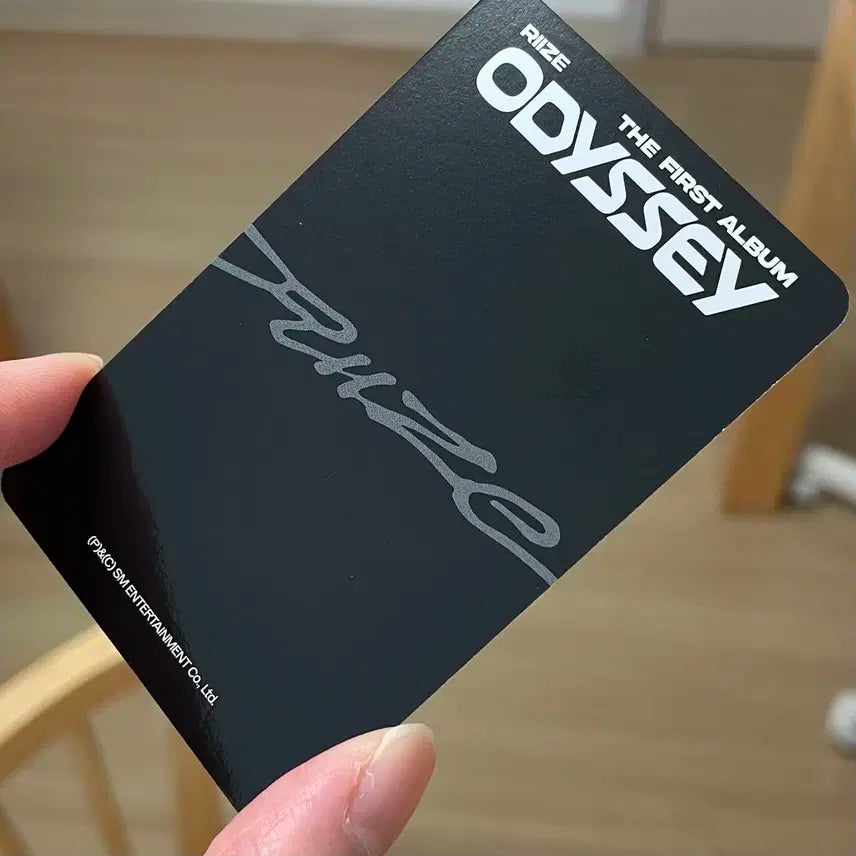 RIIZE
THE FIRST ALBUM
ODYSSEY
RIIZE
(P)&(C) SM ENTERTAINMENT Co., Ltd.